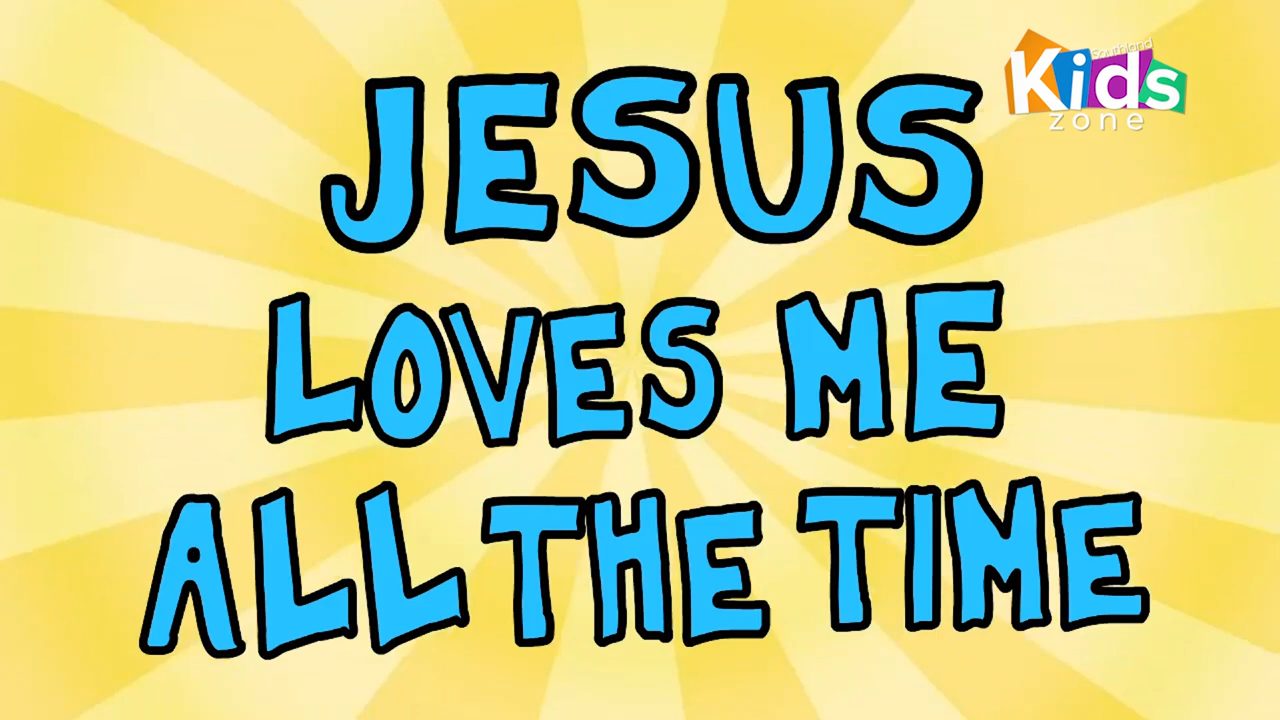 JESUS
LOVES ME
ALL THE TIME
Southland
Kids
zone